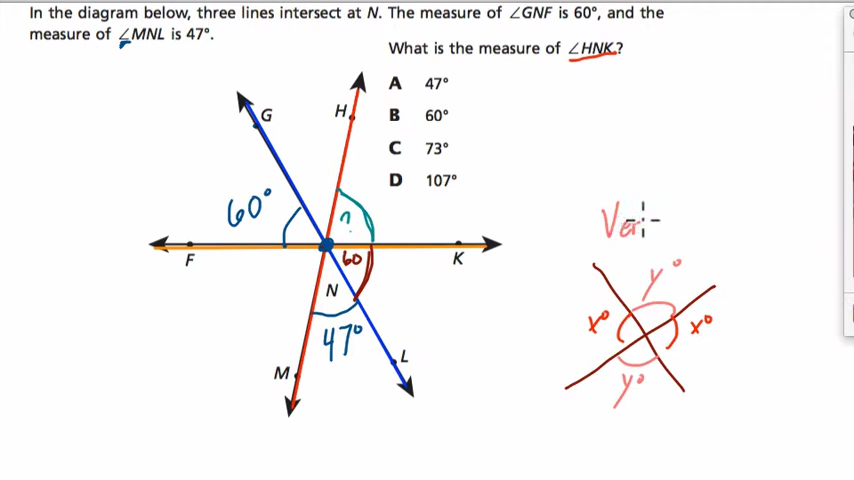 In the diagram below, three lines intersect at N. The measure of ∠GNF is 60°, and the
measure of ∠MNL is 47°.
What is the measure of ∠HNK?
A 47°
B 60°
C 73°
D 107°
G
H
60°
?
F
60
K
N
47°
M
L
Vert
y°
x°
x°
y°